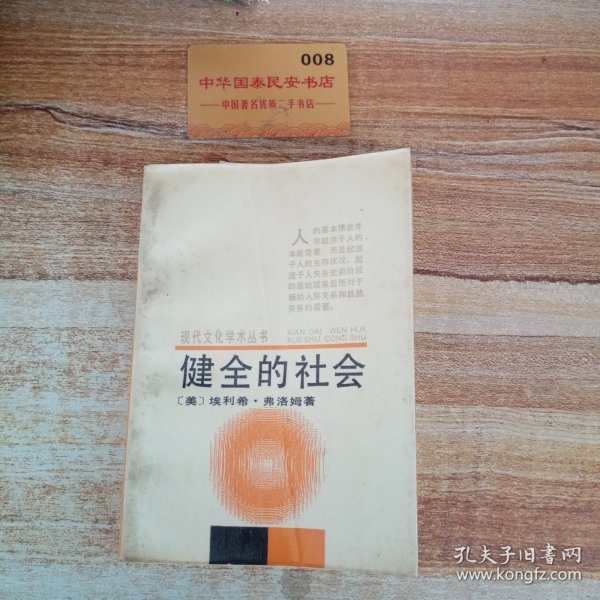 008
中华国泰民安书店
中国著名优质二手书店
人的基本情欲并
非起源于人的
本能需要，而是起源
于人的生存状况，起
源于人失去史前阶段
的原始联系后而对于
新的人际关系和自然
关系的需要。
现代文化学术丛书
XIAN DAI WEN HUA
XUE SHU CONG SHU
健全的社会
〔美〕埃利希·弗洛姆著
孔夫子旧书网
www.kongfz.com